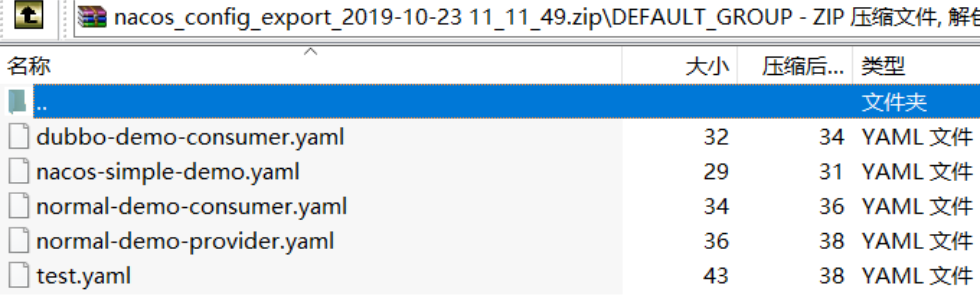 nacos_config_export_2019-10-23 11_11_49.zip\DEFAULT_GROUP - ZIP 压缩文件, 解包
名称 大小 压缩后... 类型
.. 文件夹
dubbo-demo-consumer.yaml 32 34 YAML 文件
nacos-simple-demo.yaml 29 31 YAML 文件
normal-demo-consumer.yaml 34 36 YAML 文件
normal-demo-provider.yaml 36 38 YAML 文件
test.yaml 43 38 YAML 文件